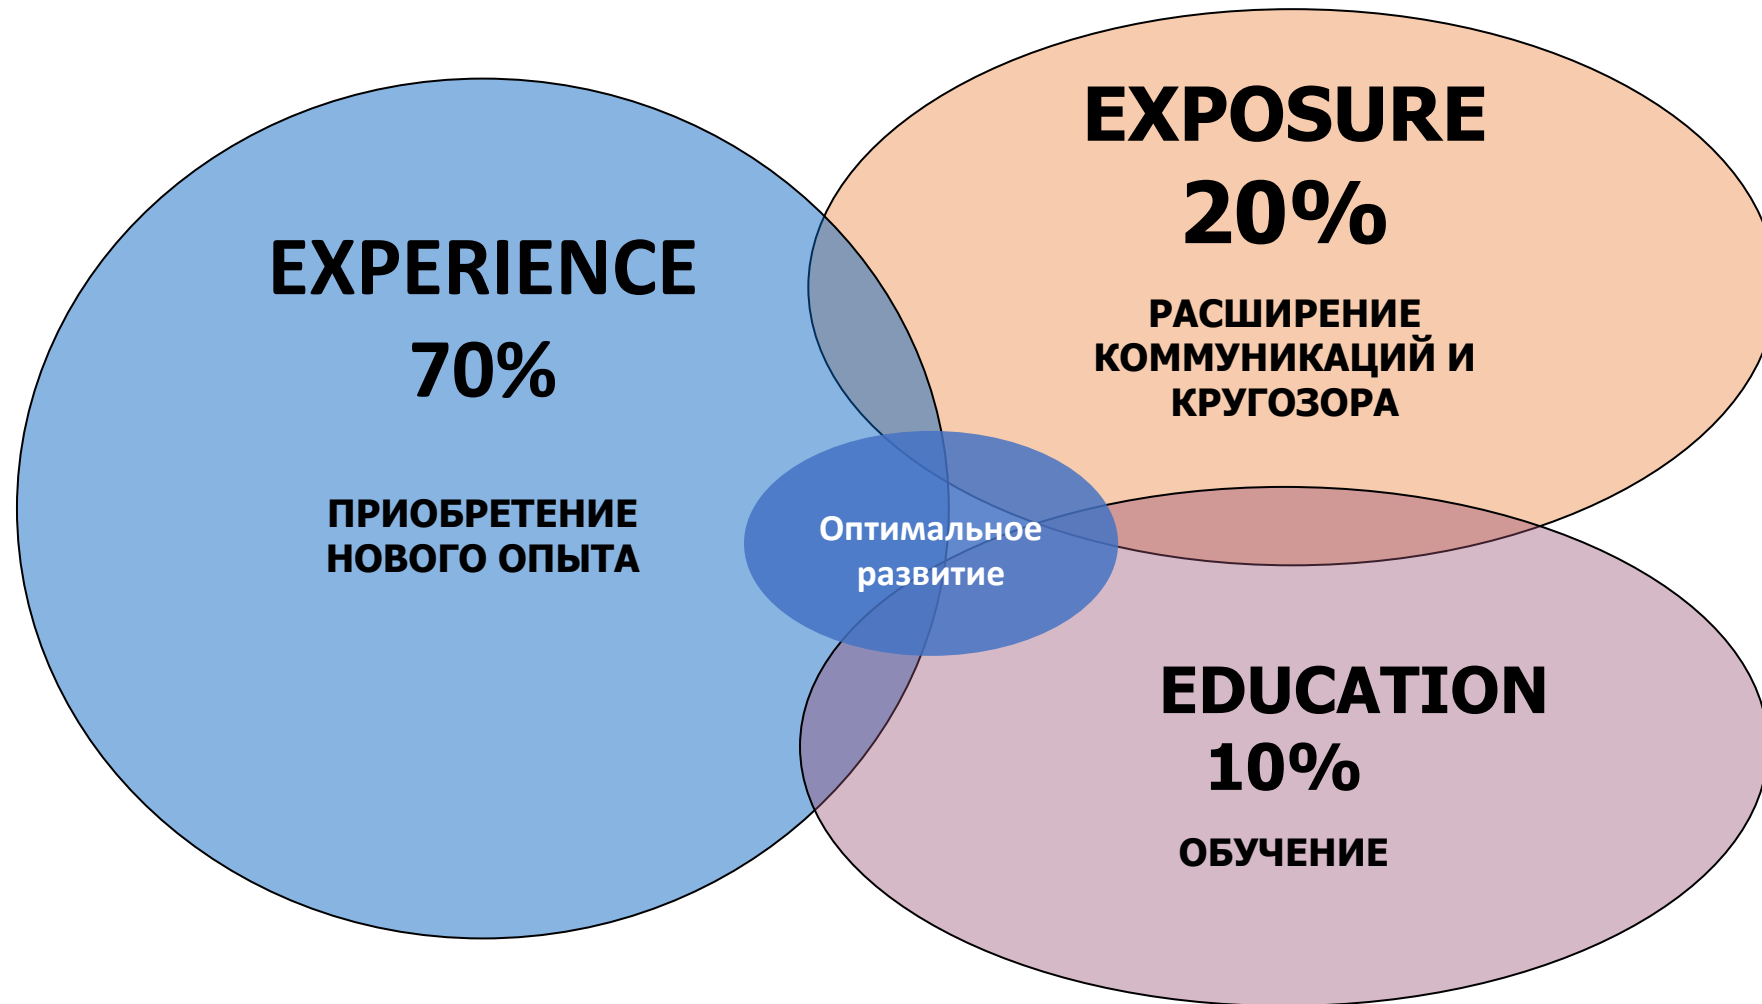 EXPERIENCE
70%
ПРИОБРЕТЕНИЕ
НОВОГО ОПЫТА
EXPOSURE
20%
РАСШИРЕНИЕ
КОММУНИКАЦИЙ И
КРУГОЗОРА
Оптимальное
развитие
EDUCATION
10%
ОБУЧЕНИЕ